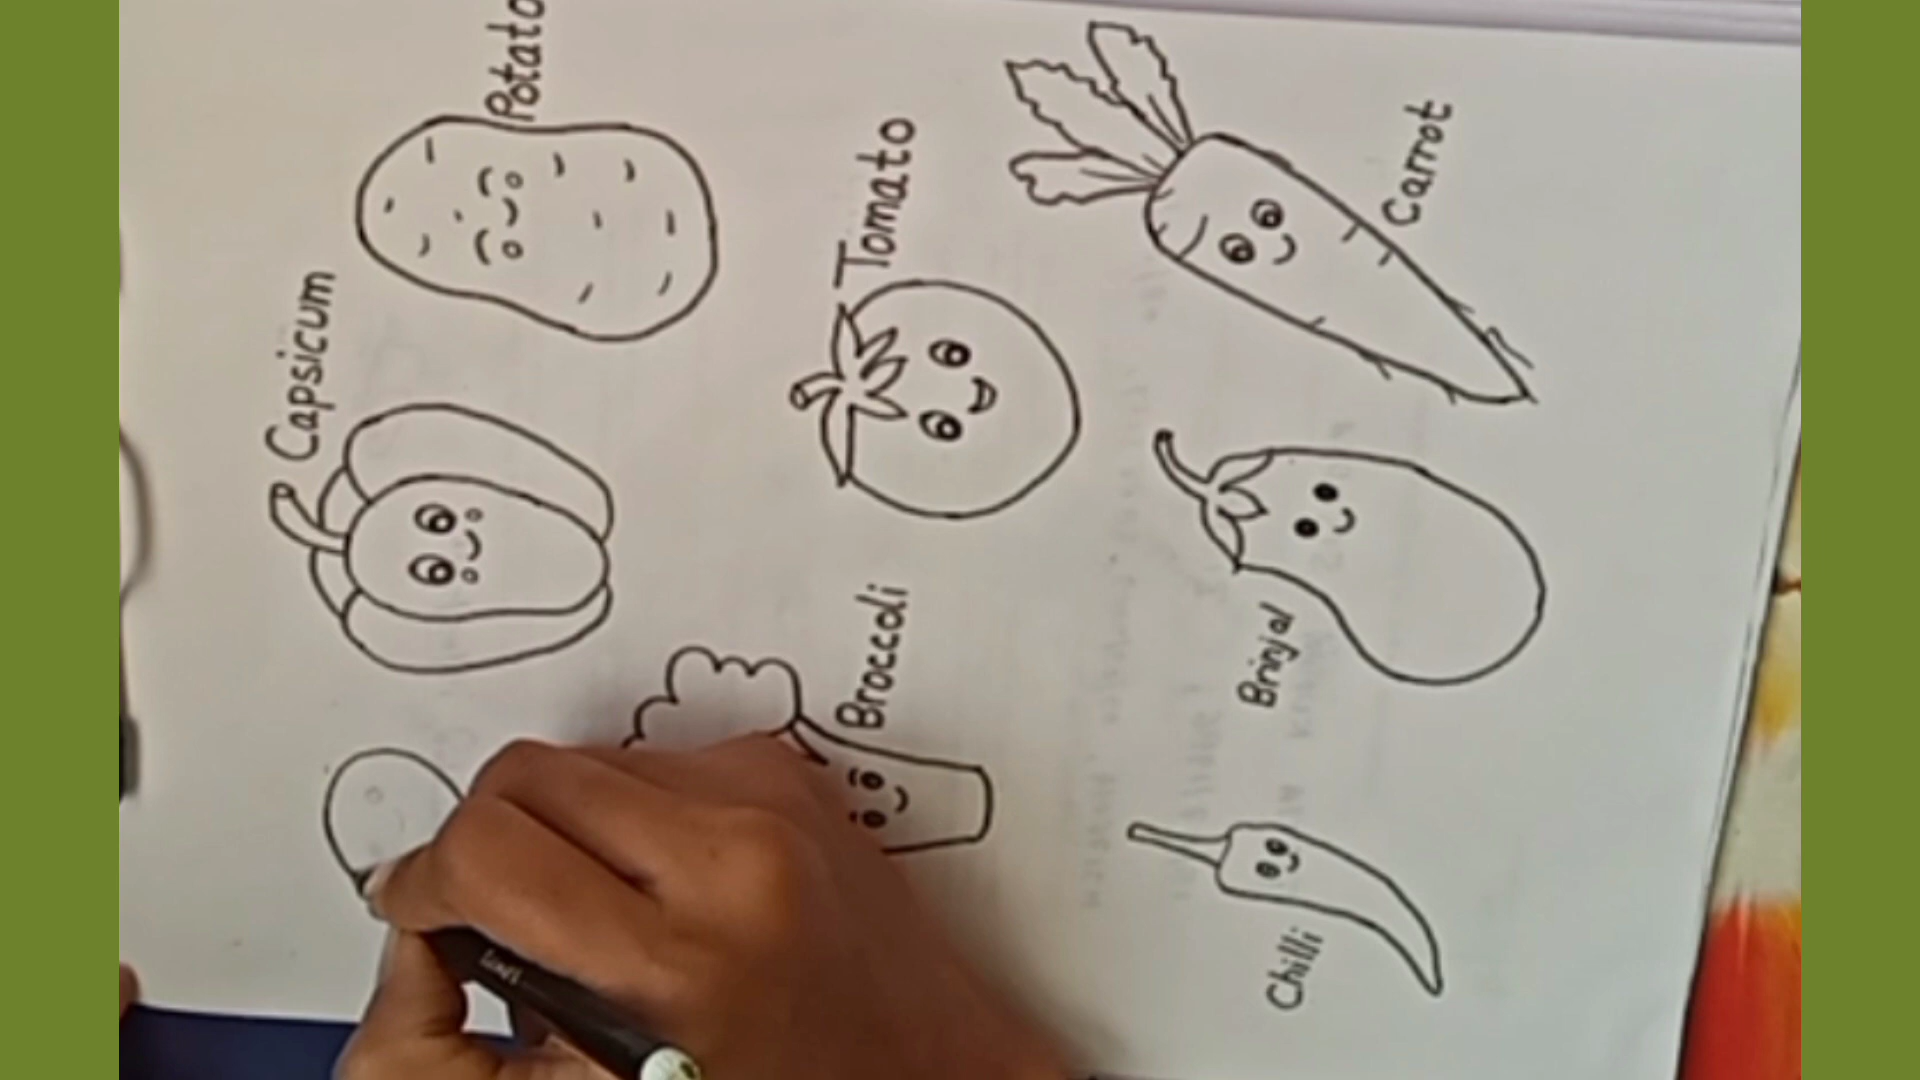 Potato
Capsicum
Tomato
Carrot
Broccoli
Brinjal
Chilli